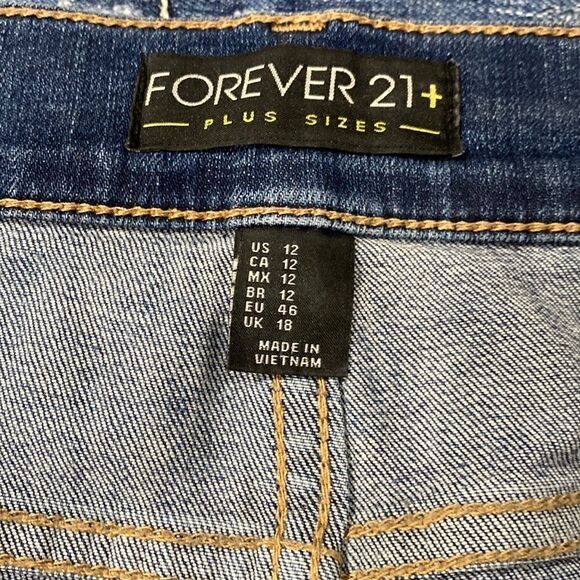 FOREVER 21+
PLUS SIZES
US 12
CA 12
MX 12
BR 12
EU 46
UK 18
MADE IN
VIETNAM